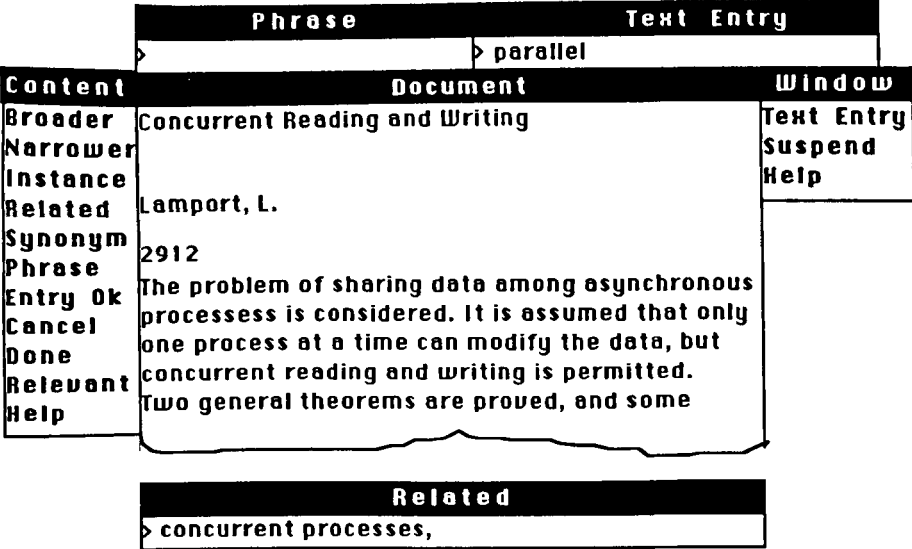 Phrase Text Entry
> > parallel
Content
Broader
Narrower
Instance
Related
Synonym
Phrase
Entry Ok
Cancel
Done
Relevant
Help
Document
Concurrent Reading and Writing
Lamport, L.
2912
The problem of sharing data among asynchronous
processess is considered. It is assumed that only
one process at a time can modify the data, but
concurrent reading and writing is permitted.
Two general theorems are proved, and some
Window
Text Entry
Suspend
Help
Related
> concurrent processes,